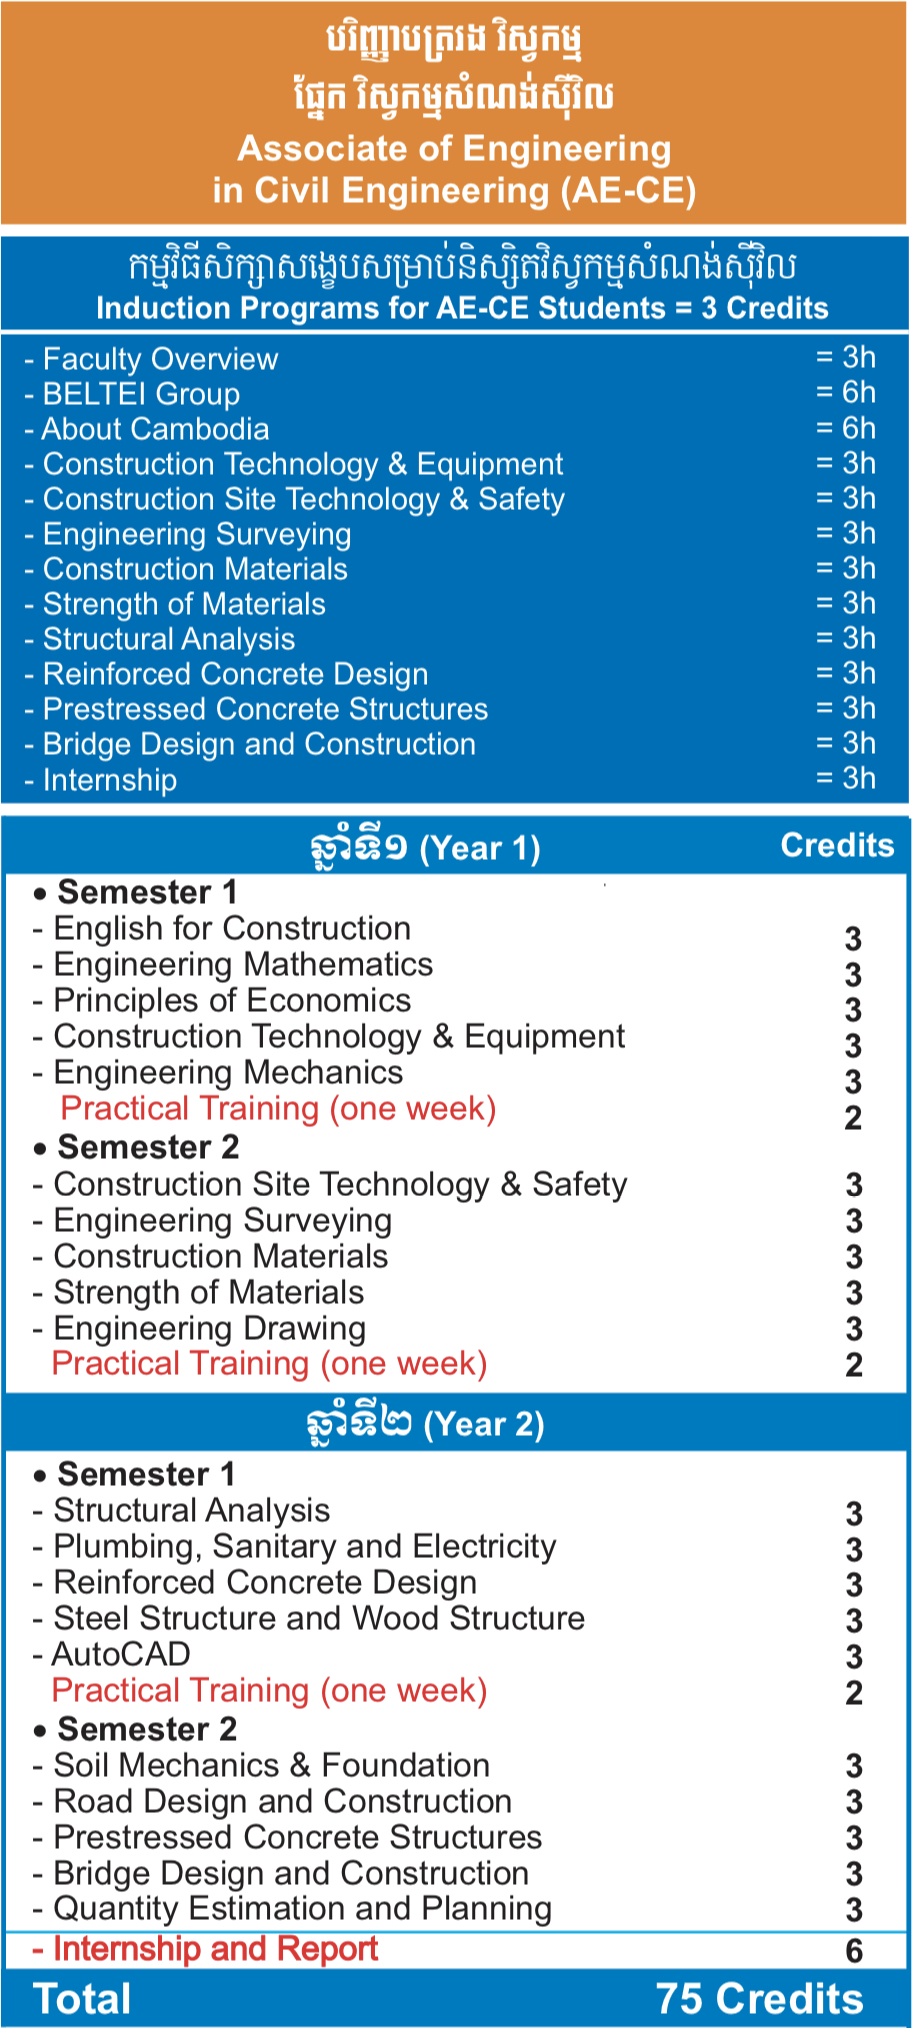 បរិញ្ញាបត្ររង វិស្វកម្ម
ផ្នែក វិស្វកម្មសំណង់ស៊ីវិល
Associate of Engineering
in Civil Engineering (AE-CE)
កម្មវិធីសិក្សាសង្ខេបសម្រាប់និស្សិតវិស្វកម្មសំណង់ស៊ីវិល
Induction Programs for AE-CE Students = 3 Credits
- Faculty Overview = 3h
- BELTEI Group = 6h
- About Cambodia = 6h
- Construction Technology & Equipment = 3h
- Construction Site Technology & Safety = 3h
- Engineering Surveying = 3h
- Construction Materials = 3h
- Strength of Materials = 3h
- Structural Analysis = 3h
- Reinforced Concrete Design = 3h
- Prestressed Concrete Structures = 3h
- Bridge Design and Construction = 3h
- Internship = 3h
ឆ្នាំទី១ (Year 1) Credits
• Semester 1
- English for Construction 3
- Engineering Mathematics 3
- Principles of Economics 3
- Construction Technology & Equipment 3
- Engineering Mechanics 3
Practical Training (one week) 2
• Semester 2
- Construction Site Technology & Safety 3
- Engineering Surveying 3
- Construction Materials 3
- Strength of Materials 3
- Engineering Drawing 3
Practical Training (one week) 2
ឆ្នាំទី២ (Year 2)
• Semester 1
- Structural Analysis 3
- Plumbing, Sanitary and Electricity 3
- Reinforced Concrete Design 3
- Steel Structure and Wood Structure 3
- AutoCAD 3
Practical Training (one week) 2
• Semester 2
- Soil Mechanics & Foundation 3
- Road Design and Construction 3
- Prestressed Concrete Structures 3
- Bridge Design and Construction 3
- Quantity Estimation and Planning 3
- Internship and Report 6
Total 75 Credits